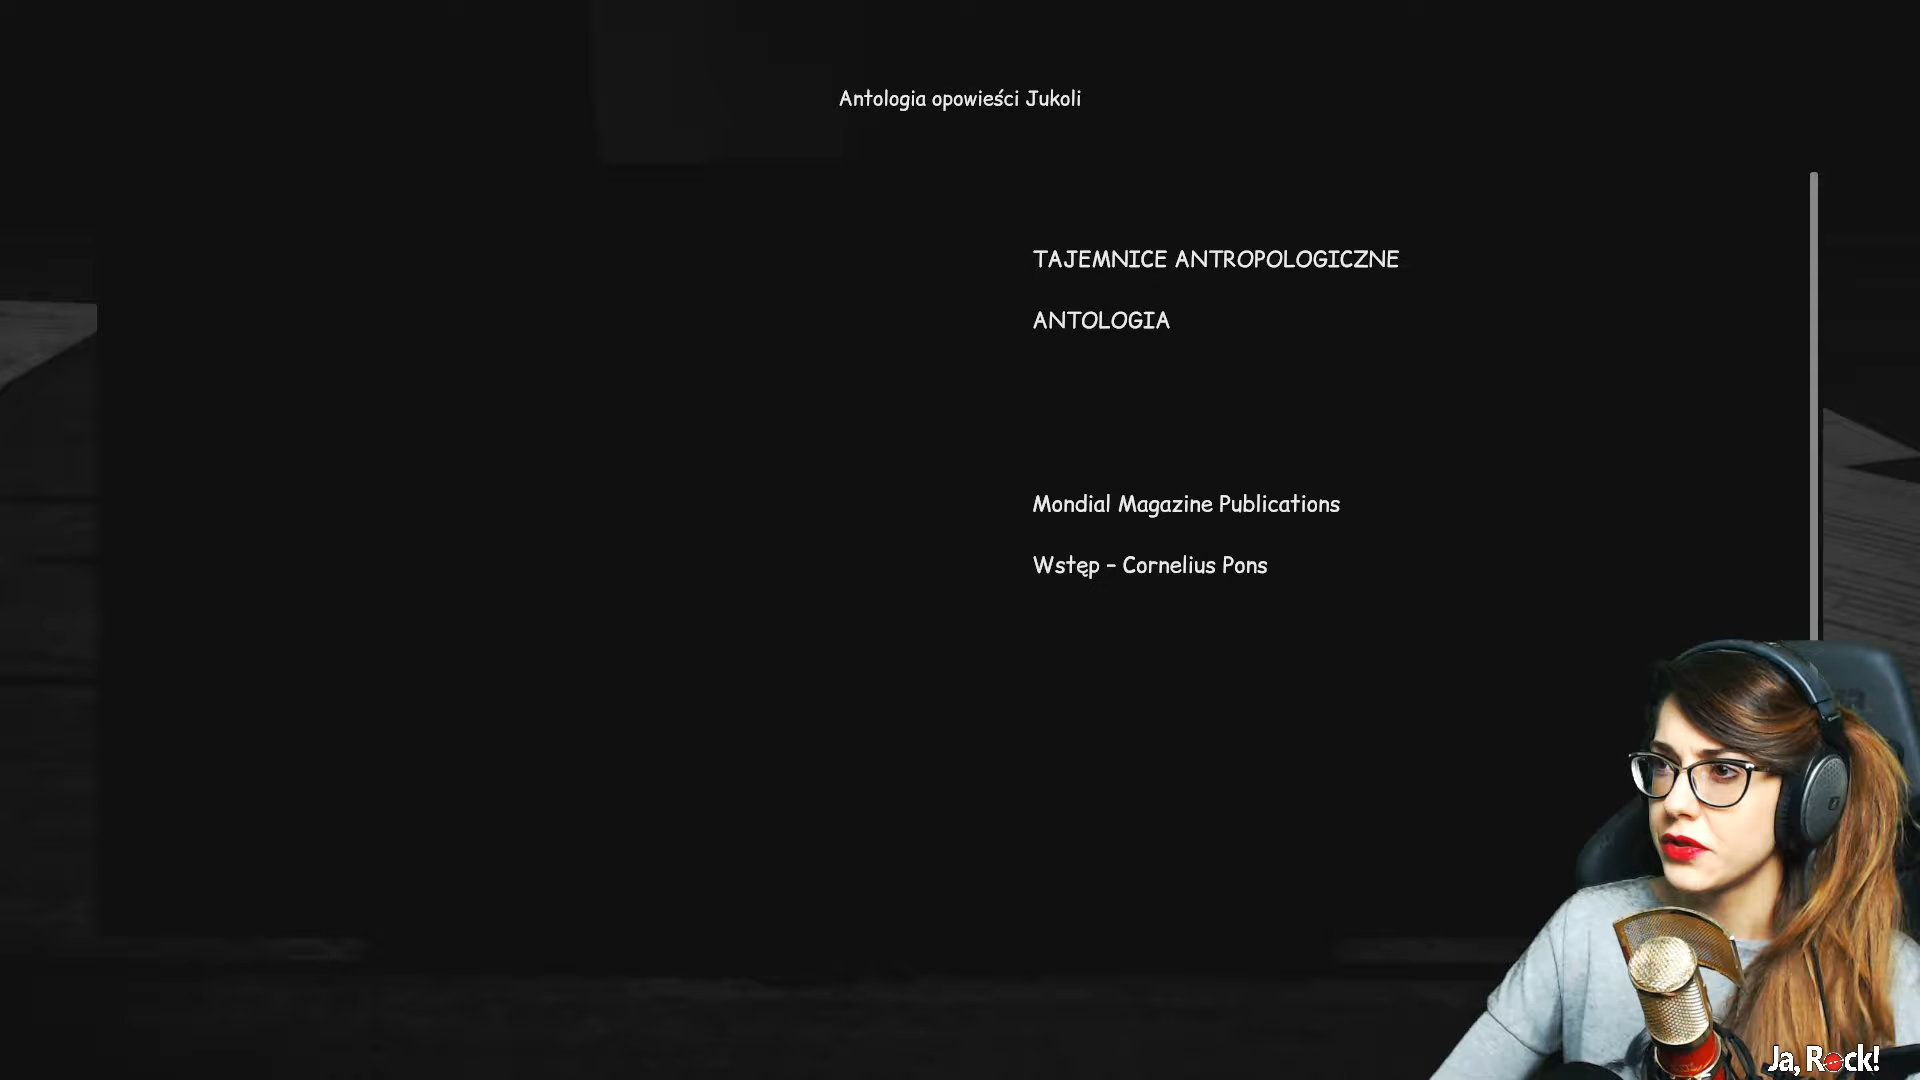 Antologia opowieści Jukoli
TAJEMNICE ANTROPOLOGICZNE
ANTOLOGIA
Mondial Magazine Publications
Wstęp – Cornelius Pons
Ja, Rock!